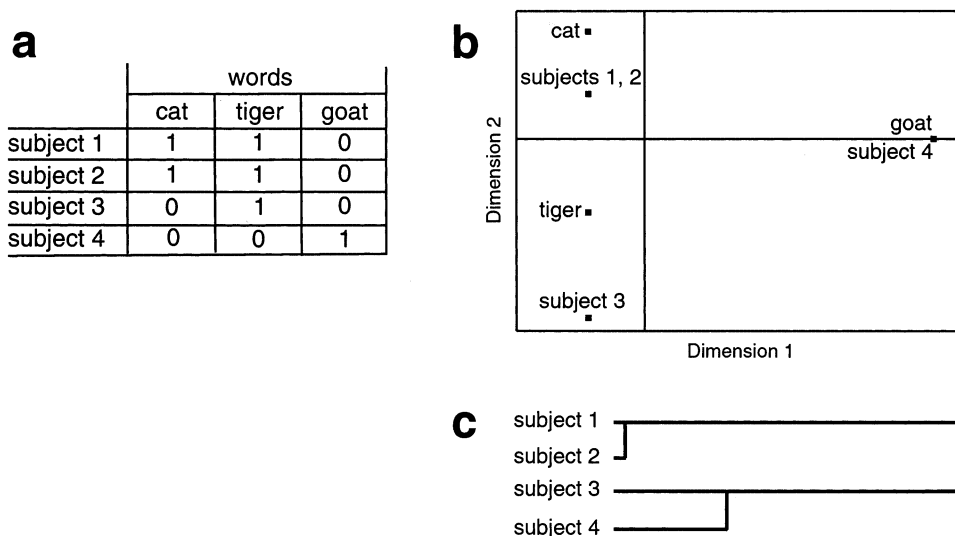 a
words
cat tiger goat
subject 1 1 1 0
subject 2 1 1 0
subject 3 0 1 0
subject 4 0 0 1
b
cat
subjects 1, 2
goat
subject 4
tiger
subject 3
Dimension 2
Dimension 1
c
subject 1
subject 2
subject 3
subject 4